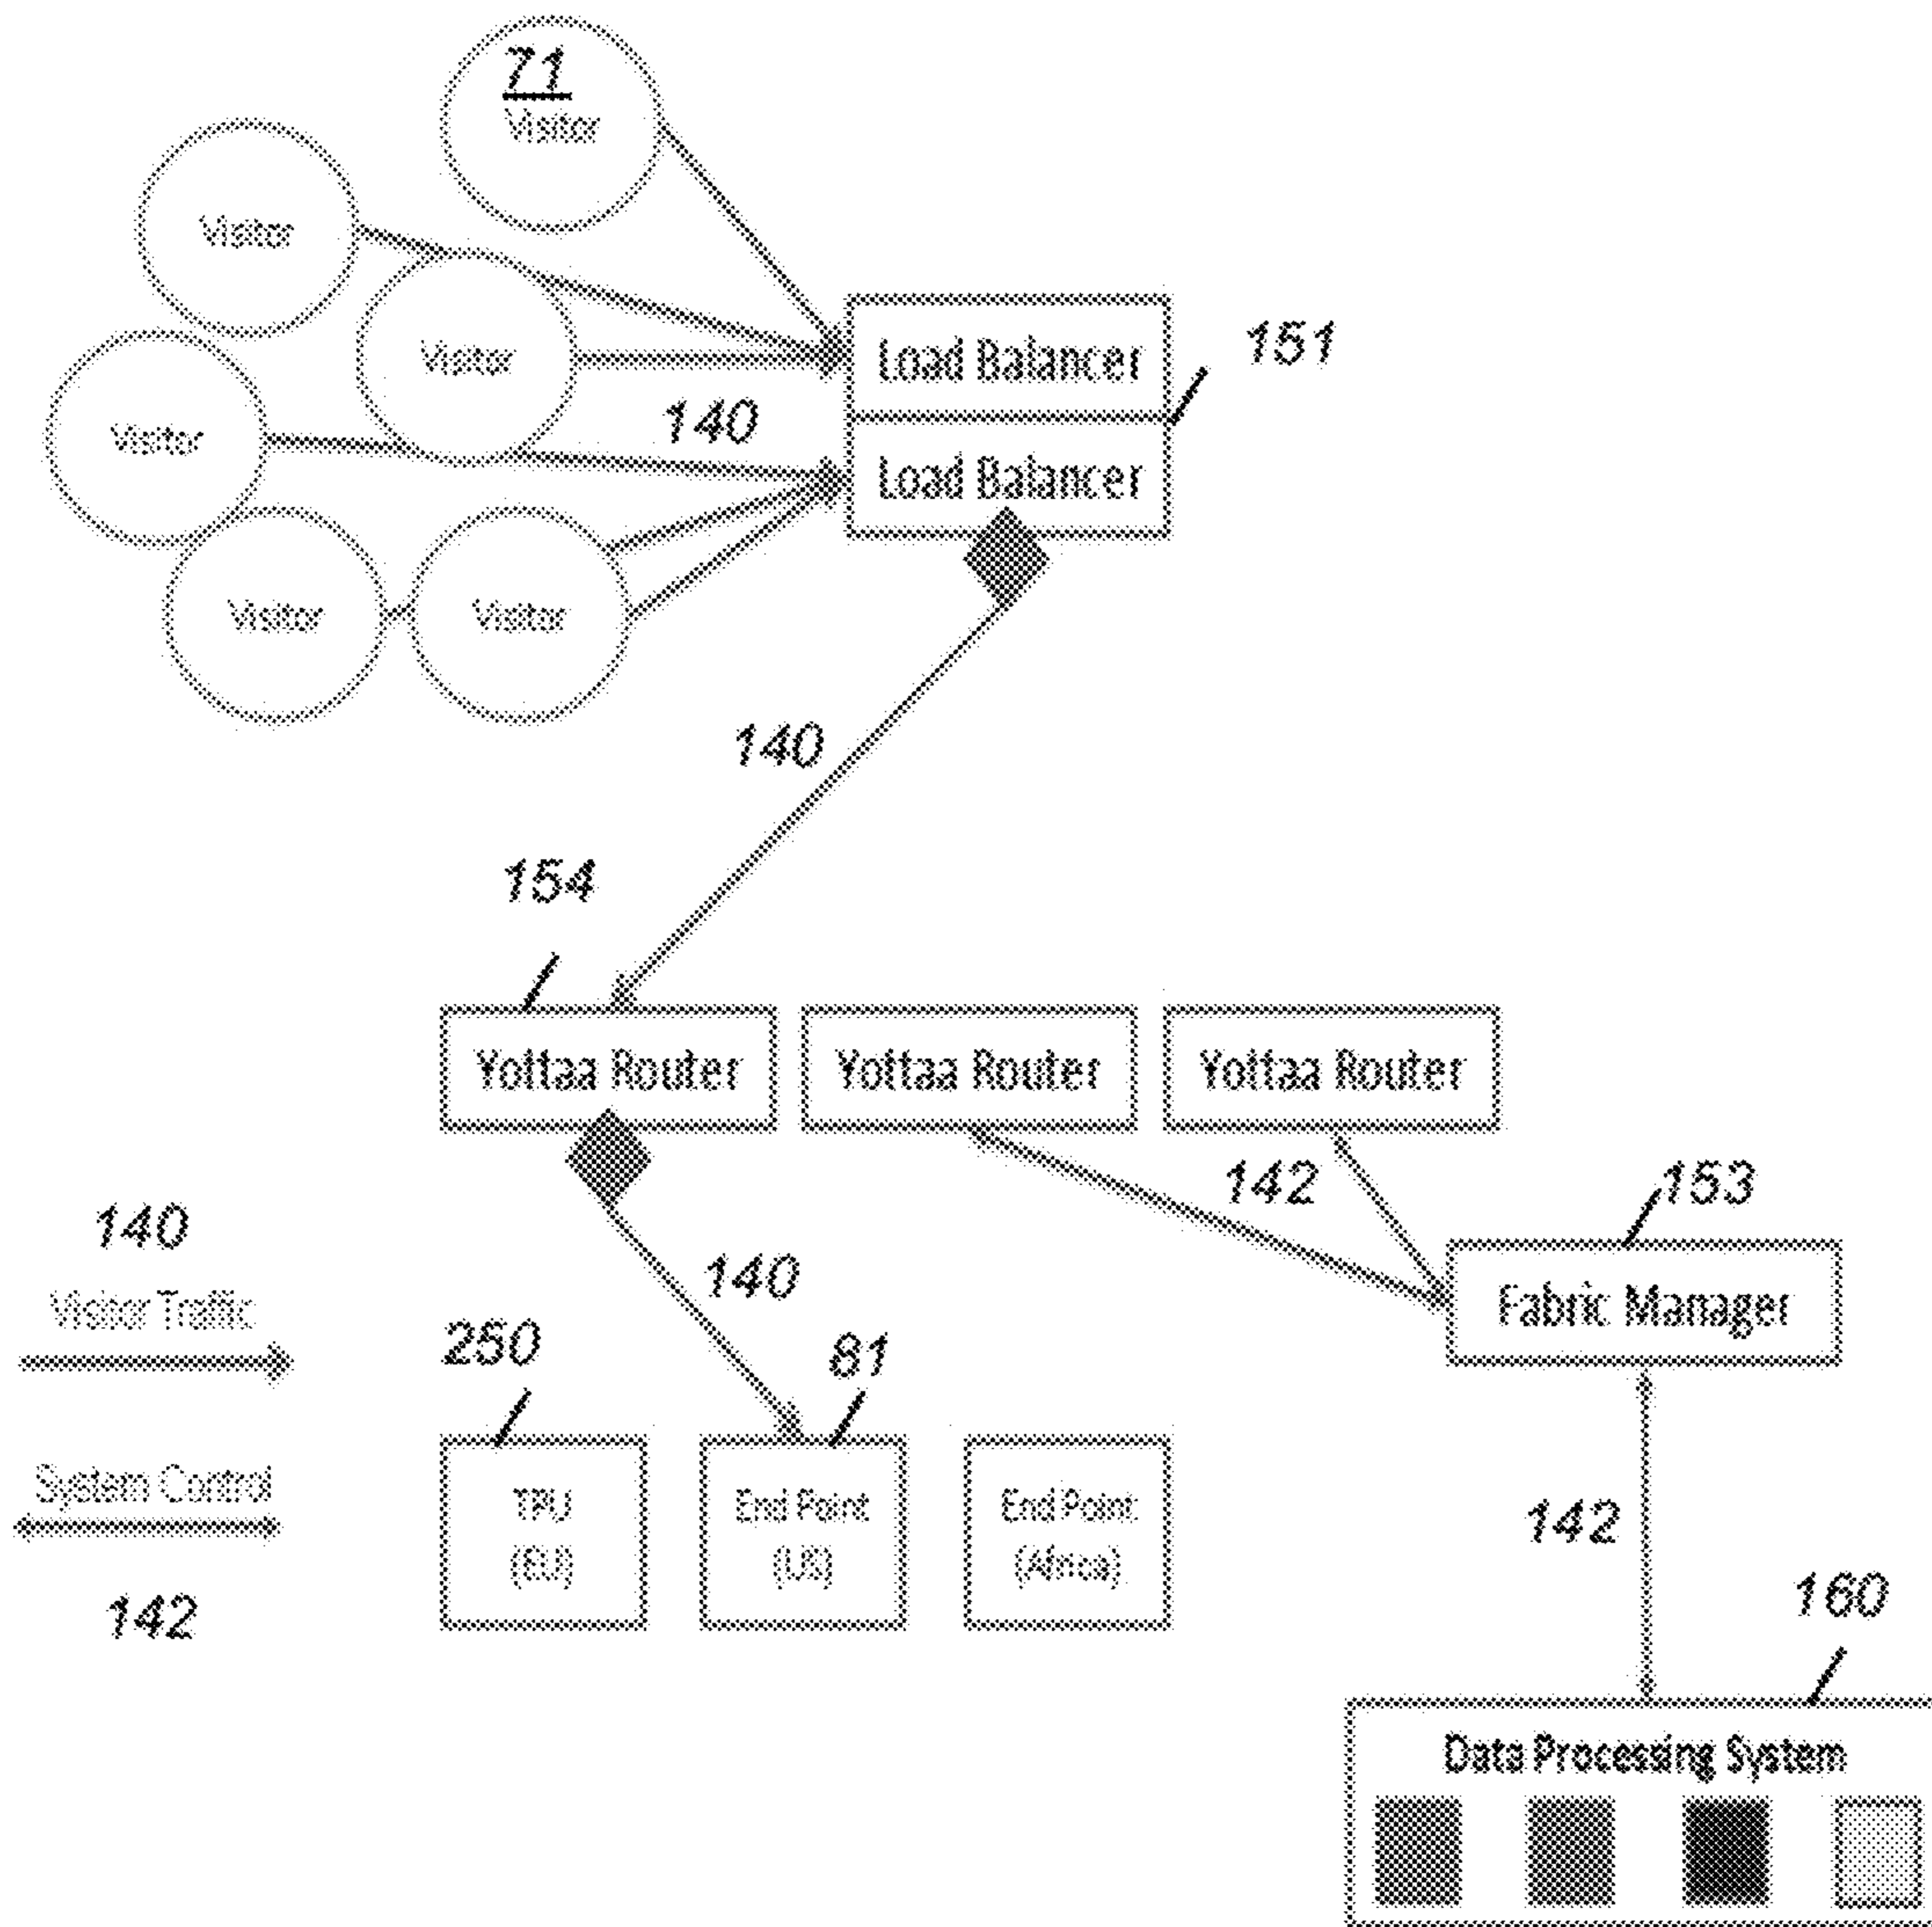 71
Visitor
Visitor
Visitor
Visitor
Visitor
Visitor
140
Load Balancer
Load Balancer
151
140
154
Yottaa Router
Yottaa Router
Yottaa Router
142
153
Fabric Manager
140
Visitor Traffic
140
250
81
System Control
142
TPU
(EU)
End Point
(US)
End Point
(Africa)
142
160
Data Processing System